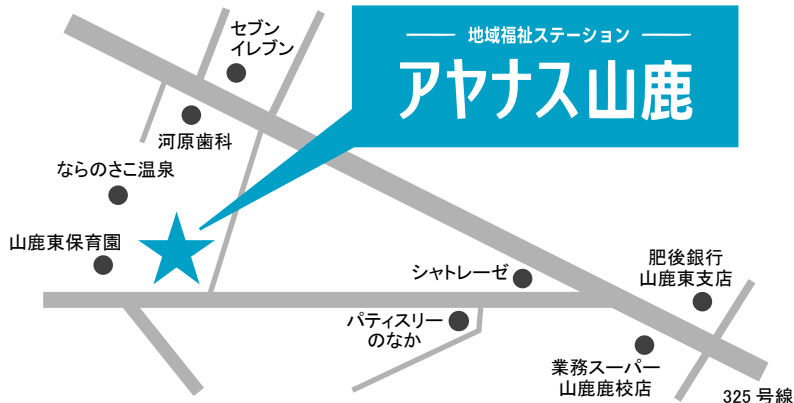 地域福祉ステーション
アヤナス山鹿
セブン
イレブン
河原歯科
ならのさこ温泉
山鹿東保育園
シャトレーゼ
肥後銀行
山鹿東支店
パティスリー
のなか
業務スーパー
山鹿鹿校店
325号線